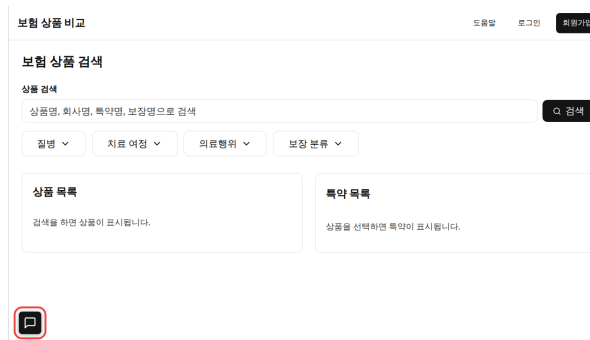 보험 상품 비교
도움말
로그인
회원가입
보험 상품 검색
상품 검색
상품명, 회사명, 특약명, 보장명으로 검색
검색
질병
치료 여정
의료행위
보장 분류
상품 목록
검색을 하면 상품이 표시됩니다.
특약 목록
상품을 선택하면 특약이 표시됩니다.